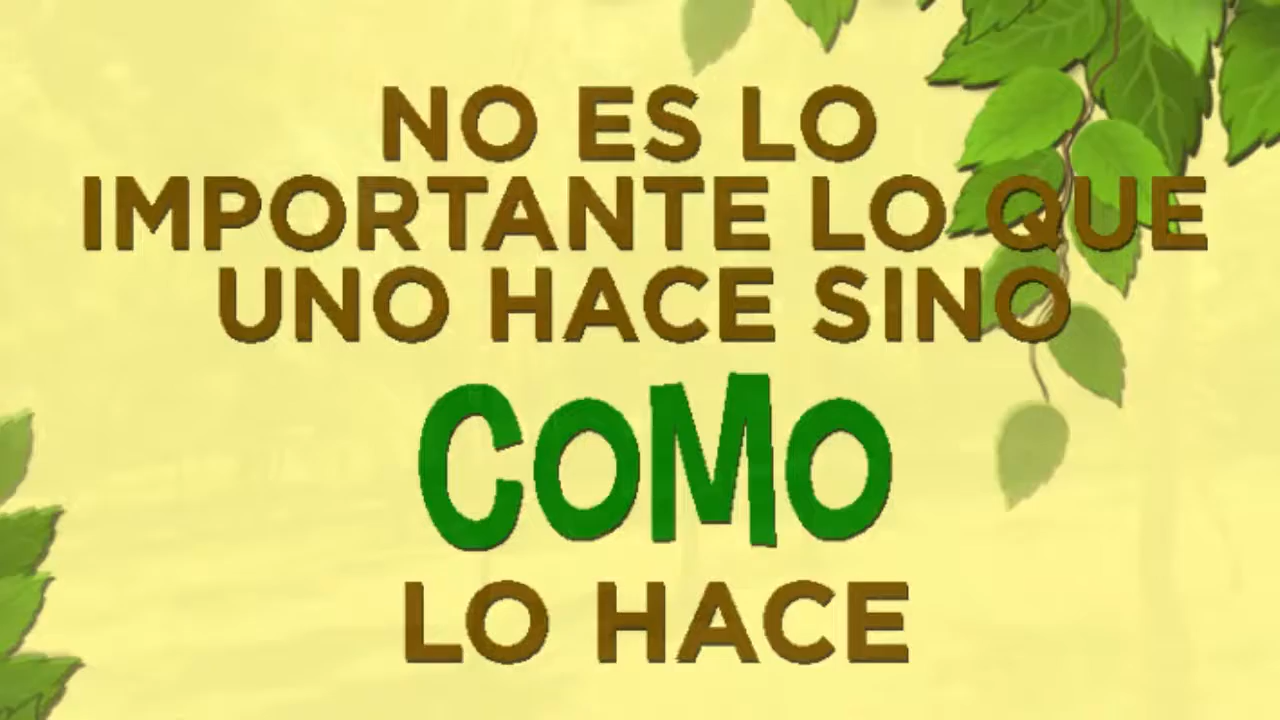 NO ES LO
IMPORTANTE LO QUE
UNO HACE SINO
COMO
LO HACE